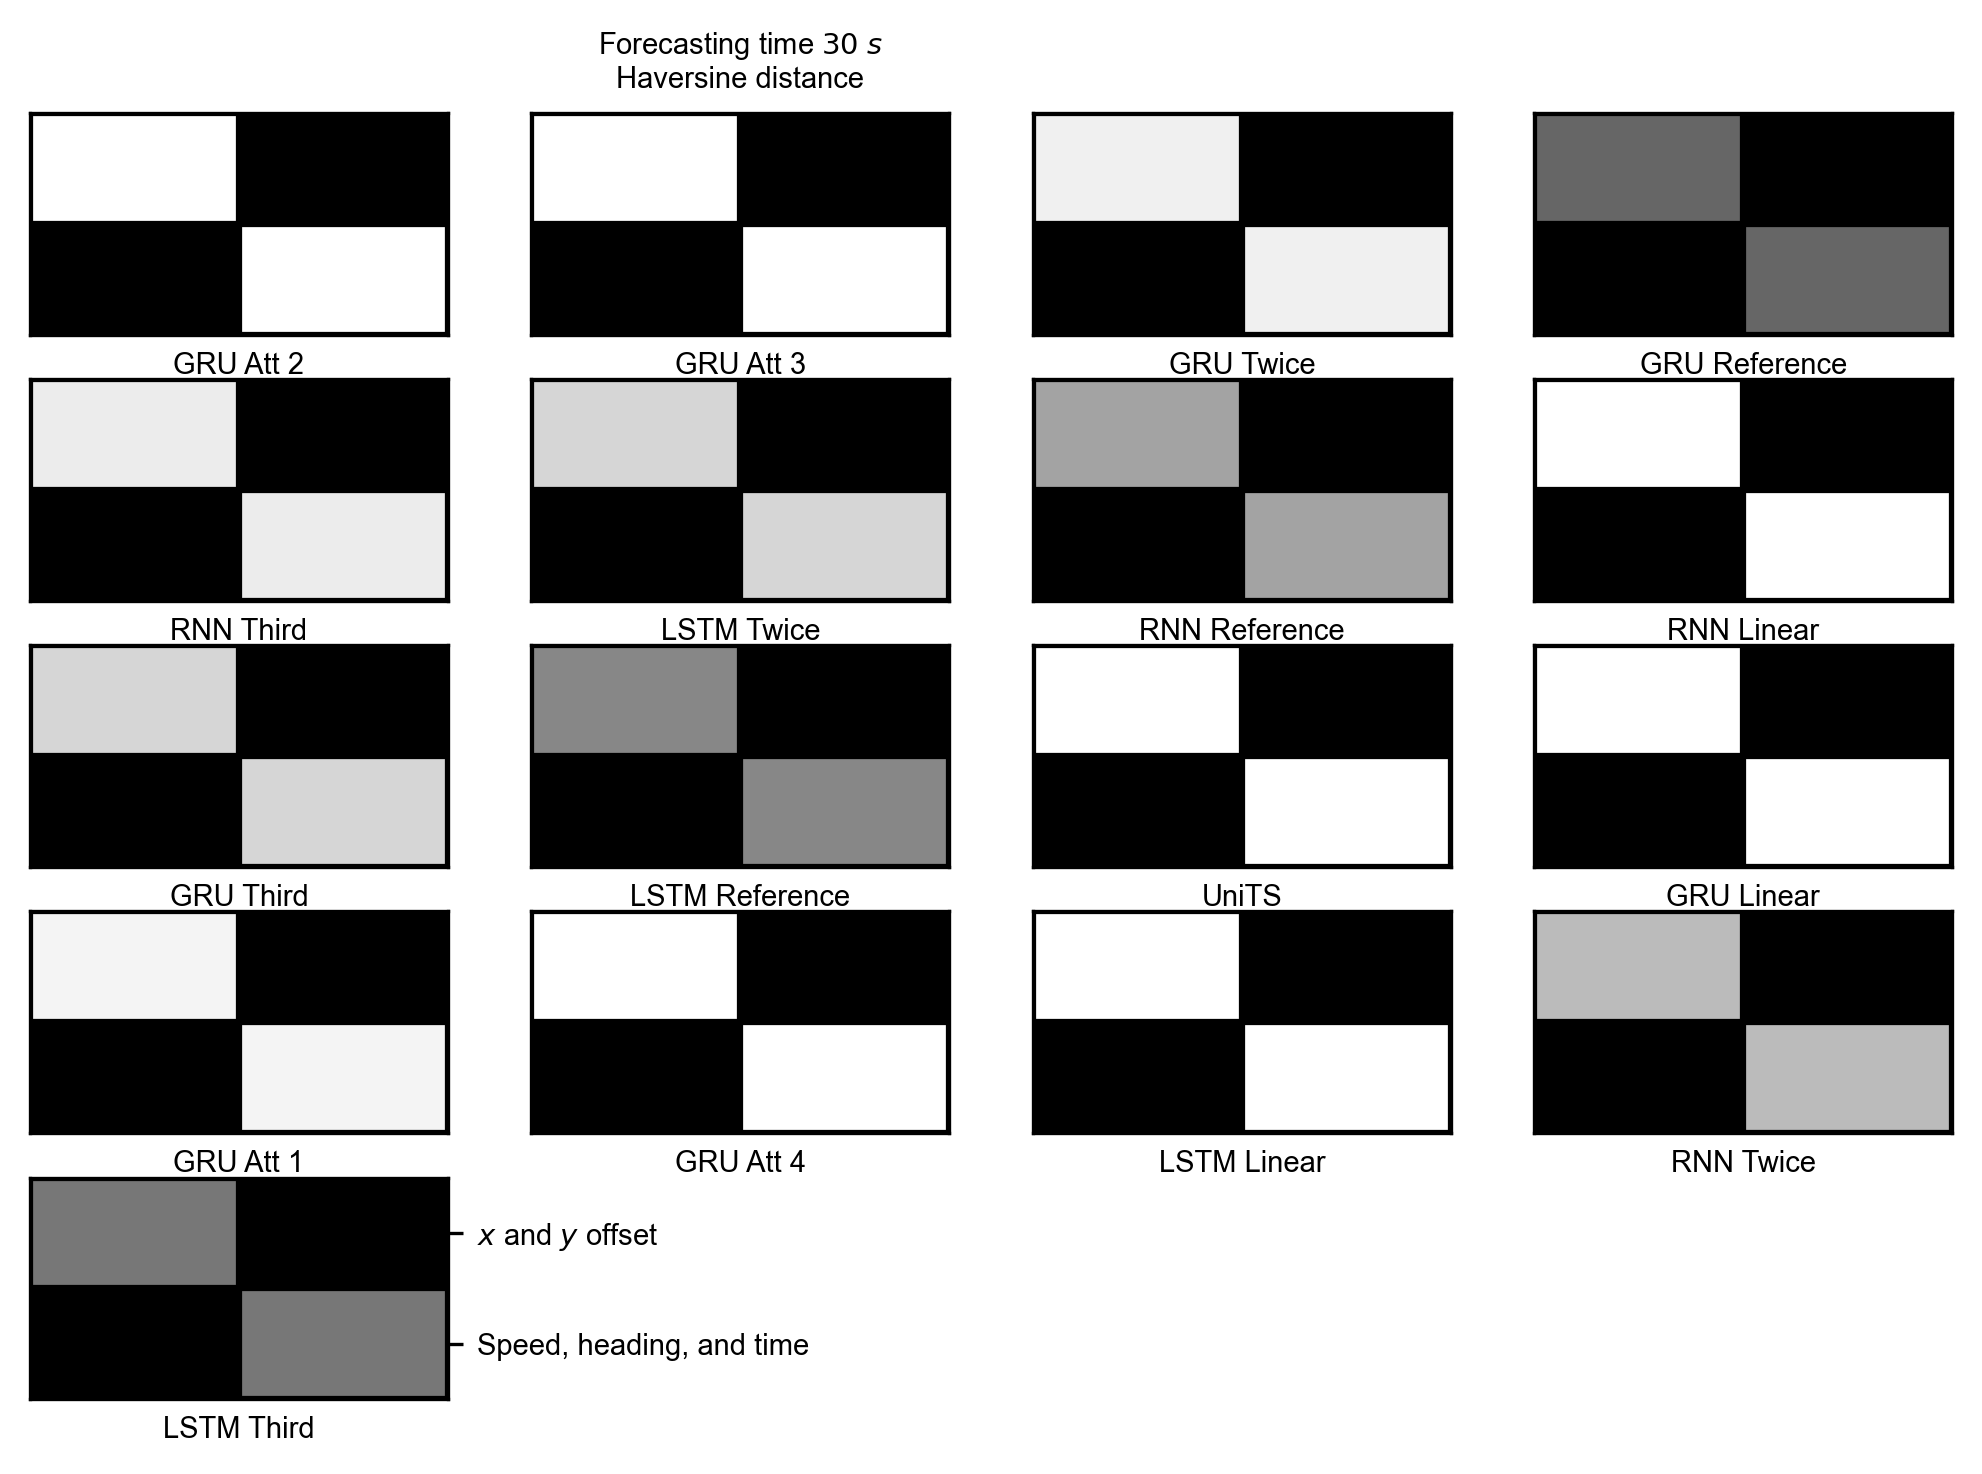 Forecasting time 30 s
Haversine distance
GRU Att 2
GRU Att 3
GRU Twice
GRU Reference
RNN Third
LSTM Twice
RNN Reference
RNN Linear
GRU Third
LSTM Reference
UniTS
GRU Linear
GRU Att 1
GRU Att 4
LSTM Linear
RNN Twice
x and y offset
Speed, heading, and time
LSTM Third